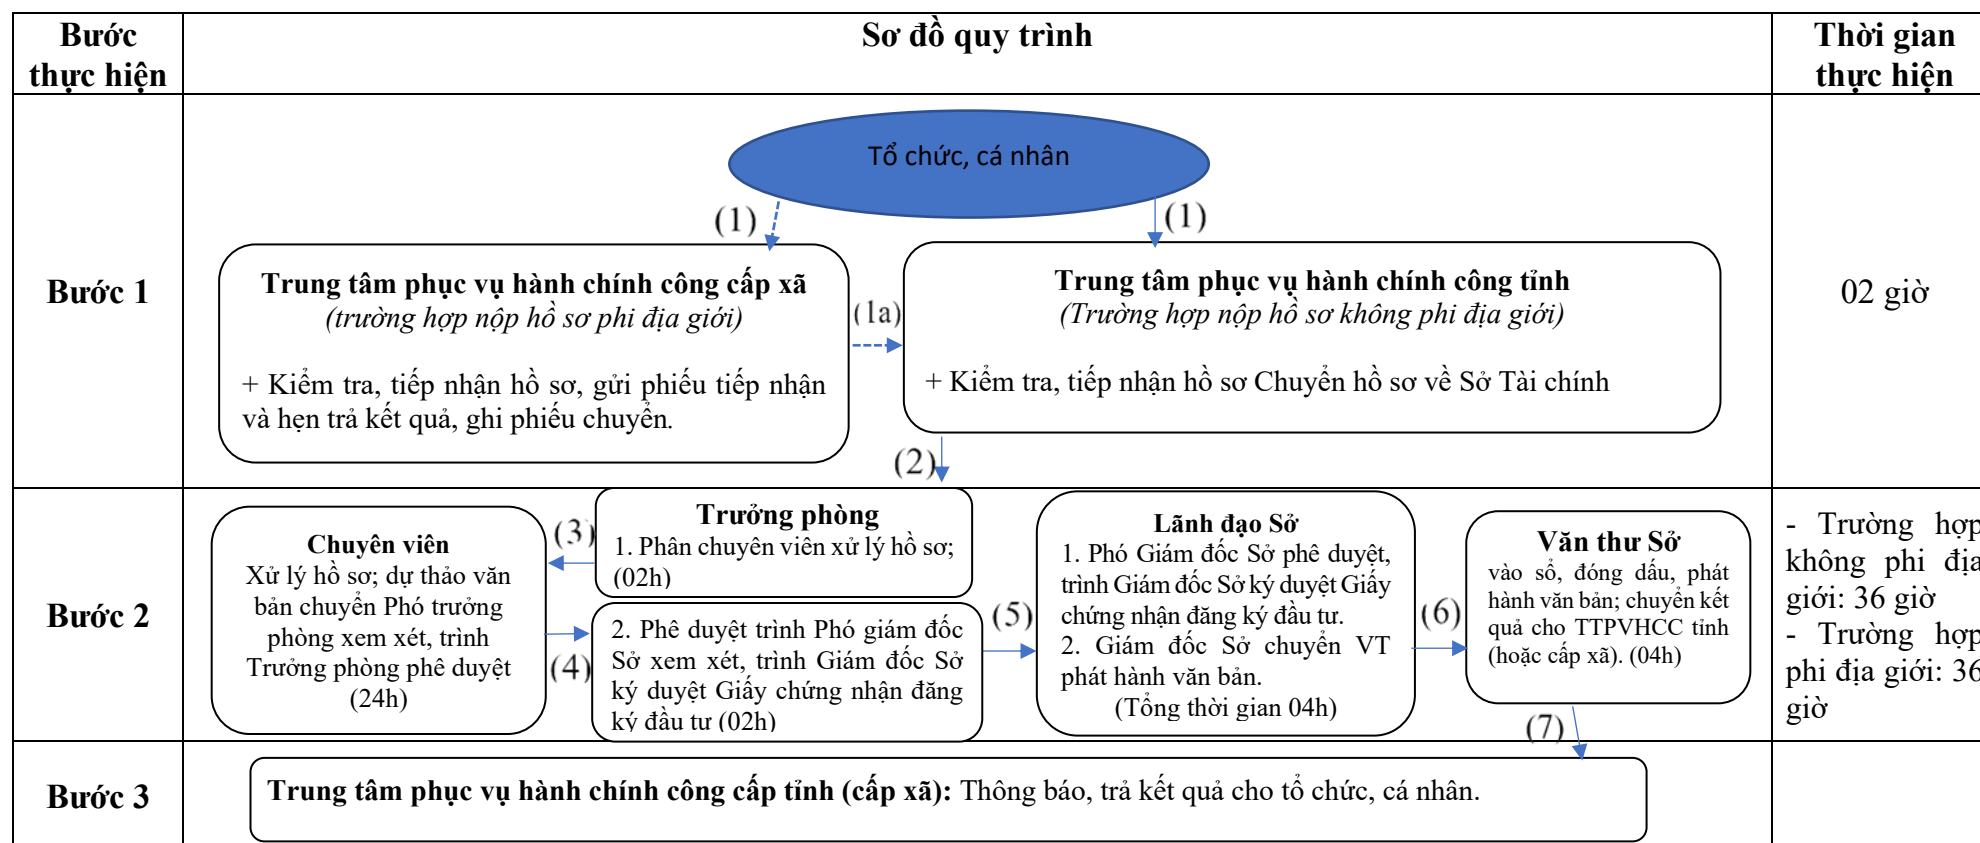 Bước
thực hiện
Sơ đồ quy trình
Thời gian
thực hiện
Bước 1
Tổ chức, cá nhân
(1)
(1)
Trung tâm phục vụ hành chính công cấp xã
(trường hợp nộp hồ sơ phi địa giới)
+ Kiểm tra, tiếp nhận hồ sơ, gửi phiếu tiếp nhận
và hẹn trả kết quả, ghi phiếu chuyển.
(1a)
Trung tâm phục vụ hành chính công tỉnh
(Trường hợp nộp hồ sơ không phi địa giới)
+ Kiểm tra, tiếp nhận hồ sơ Chuyển hồ sơ về Sở Tài chính
02 giờ
(2)
Bước 2
Chuyên viên
Xử lý hồ sơ; dự thảo văn
bản chuyển Phó trưởng
phòng xem xét, trình
Trưởng phòng phê duyệt
(24h)
(3)
(4)
Trưởng phòng
1. Phân chuyên viên xử lý hồ sơ;
(02h)
2. Phê duyệt trình Phó giám đốc
Sở xem xét, trình Giám đốc Sở
ký duyệt Giấy chứng nhận đăng
ký đầu tư (02h)
(5)
Lãnh đạo Sở
1. Phó Giám đốc Sở phê duyệt,
trình Giám đốc Sở ký duyệt Giấy
chứng nhận đăng ký đầu tư.
2. Giám đốc Sở chuyển VT
phát hành văn bản.
(Tổng thời gian 04h)
(6)
Văn thư Sở
vào sổ, đóng dấu, phát
hành văn bản; chuyển kết
quả cho TTPVHCC tỉnh
(hoặc cấp xã). (04h)
(7)
- Trường hợp
không phi địa
giới: 36 giờ
- Trường hợp
phi địa giới: 36
giờ
Bước 3
Trung tâm phục vụ hành chính công cấp tỉnh (cấp xã): Thông báo, trả kết quả cho tổ chức, cá nhân.